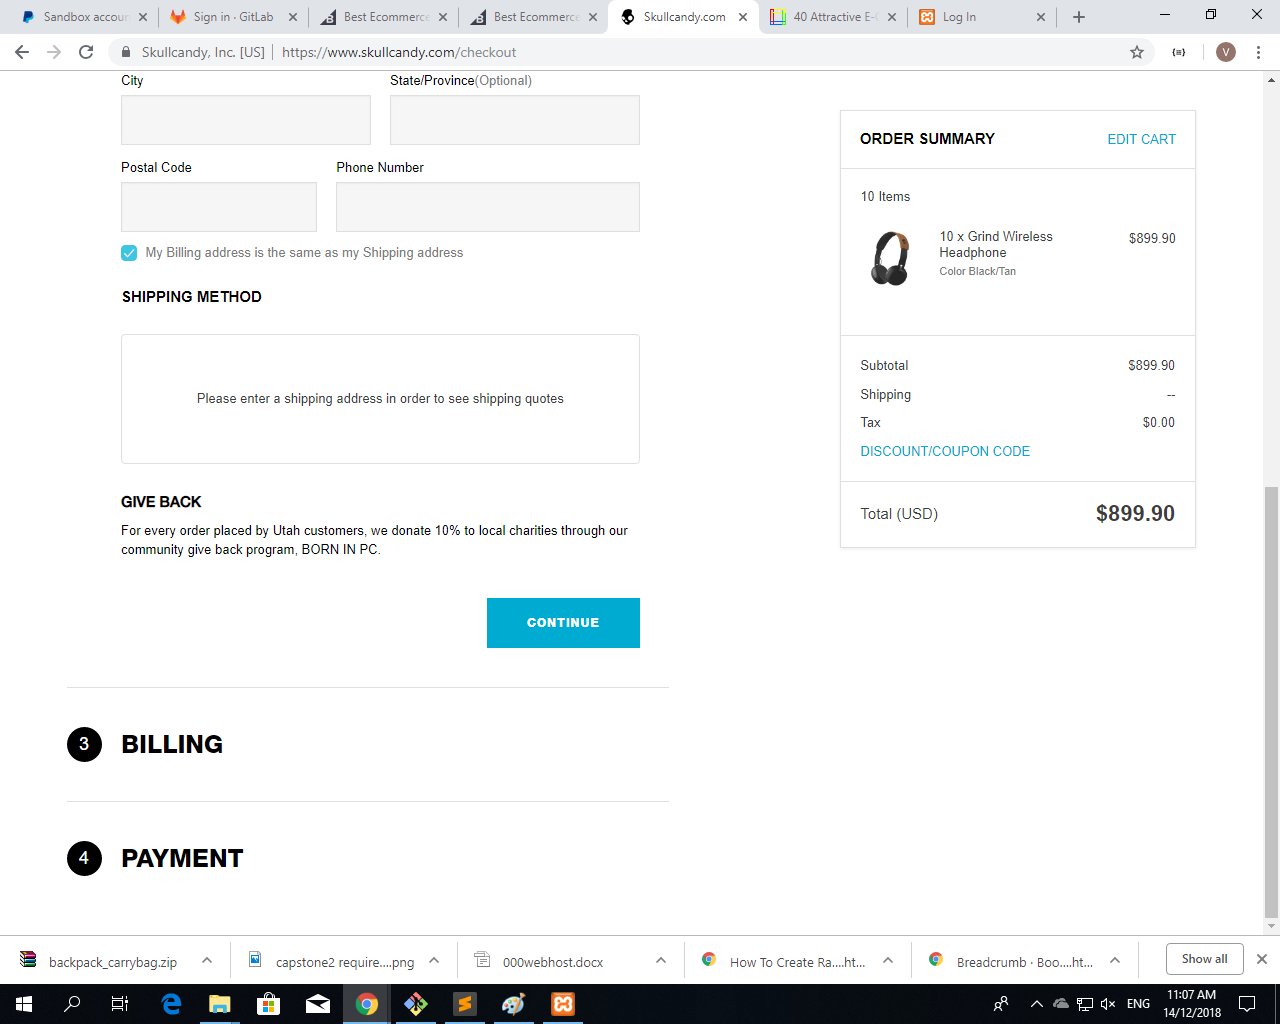 Sandbox accoun
Sign in · GitLab
Best Ecommerce
Best Ecommerce
Skullcandy.com
40 Attractive E-C
Log In
Skullcandy, Inc. [US]
https://www.skullcandy.com/checkout
V
City
State/Province(Optional)
Postal Code
Phone Number
My Billing address is the same as my Shipping address
SHIPPING METHOD
Please enter a shipping address in order to see shipping quotes
GIVE BACK
For every order placed by Utah customers, we donate 10% to local charities through our
community give back program, BORN IN PC.
CONTINUE
3 BILLING
4 PAYMENT
ORDER SUMMARY
EDIT CART
10 Items
10 x Grind Wireless $899.90
Headphone
Color Black/Tan
Subtotal $899.90
Shipping --
Tax $0.00
DISCOUNT/COUPON CODE
Total (USD) $899.90
backpack_carrybag.zip
capstone2 require....png
000webhost.docx
How To Create Ra....ht...
Breadcrumb · Boo....ht...
Show all
ENG
11:07 AM
14/12/2018